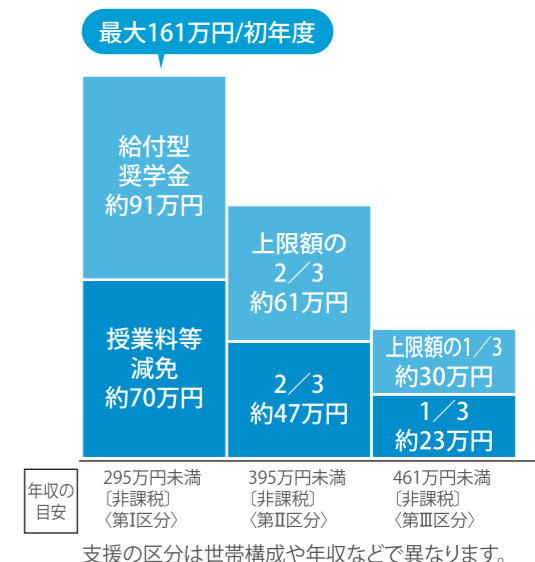 最大161万円/初年度
給付型
奨学金
約91万円
授業料等
減免
約70万円
上限額の
2／3
約61万円
2／3
約47万円
上限額の1／3
約30万円
1／3
約23万円
年収の
目安
295万円未満
〔非課税〕
〈第Ⅰ区分〉
395万円未満
〔非課税〕
〈第Ⅱ区分〉
461万円未満
〔非課税〕
〈第Ⅲ区分〉
支援の区分は世帯構成や年収などで異なります。